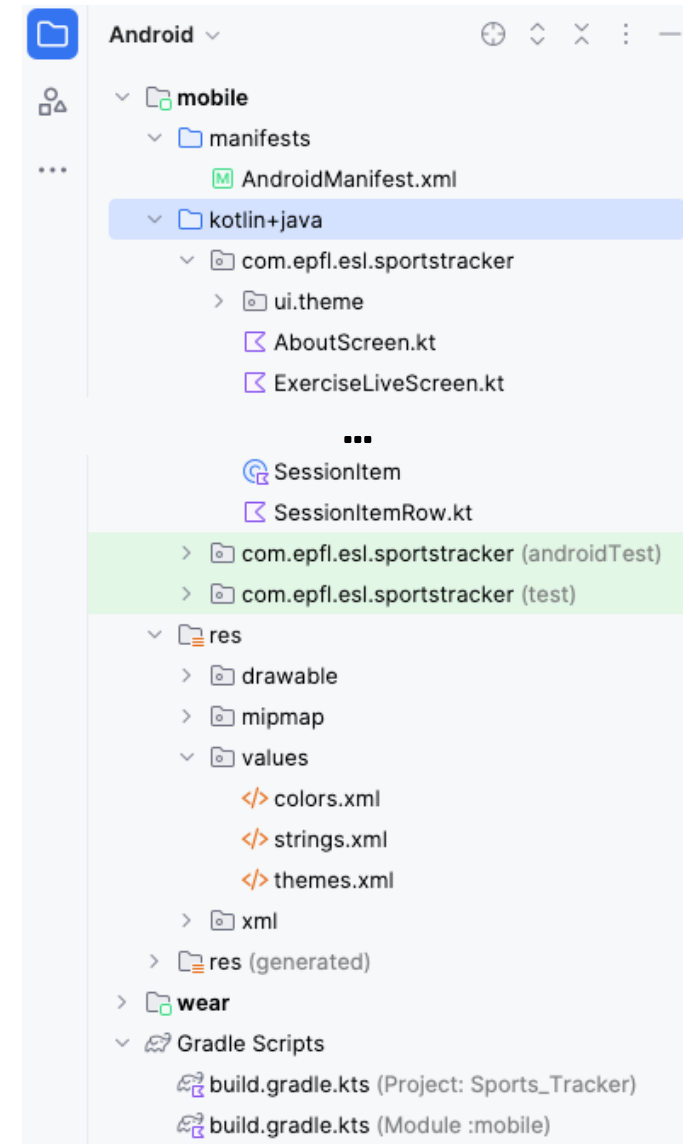 Android
mobile
manifests
AndroidManifest.xml
kotlin+java
com.epfl.esl.sportstracker
ui.theme
AboutScreen.kt
ExerciseLiveScreen.kt
...
SessionItem
SessionItemRow.kt
com.epfl.esl.sportstracker (androidTest)
com.epfl.esl.sportstracker (test)
res
drawable
mipmap
values
colors.xml
strings.xml
themes.xml
xml
res (generated)
wear
Gradle Scripts
build.gradle.kts (Project: Sports_Tracker)
build.gradle.kts (Module :mobile)